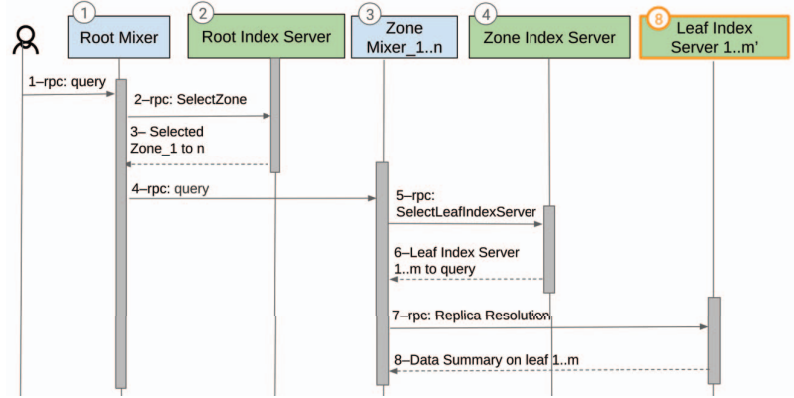 1
2
3
4
8
Root Mixer
Root Index Server
Zone
Mixer_1..n
Zone Index Server
Leaf Index
Server 1..m’
1–rpc: query
2–rpc: SelectZone
3– Selected
Zone_1 to n
4–rpc: query
5–rpc:
SelectLeafIndexServer
6–Leaf Index Server
1..m to query
7–rpc: Replica Resolution
8–Data Summary on leaf 1..m